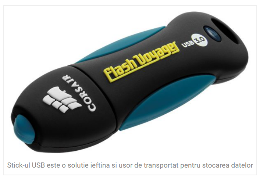 Flash Voyager
USB 3.0
CORSAIR
Stick-ul USB este o solutie ieftina si usor de transportat pentru stocarea datelor